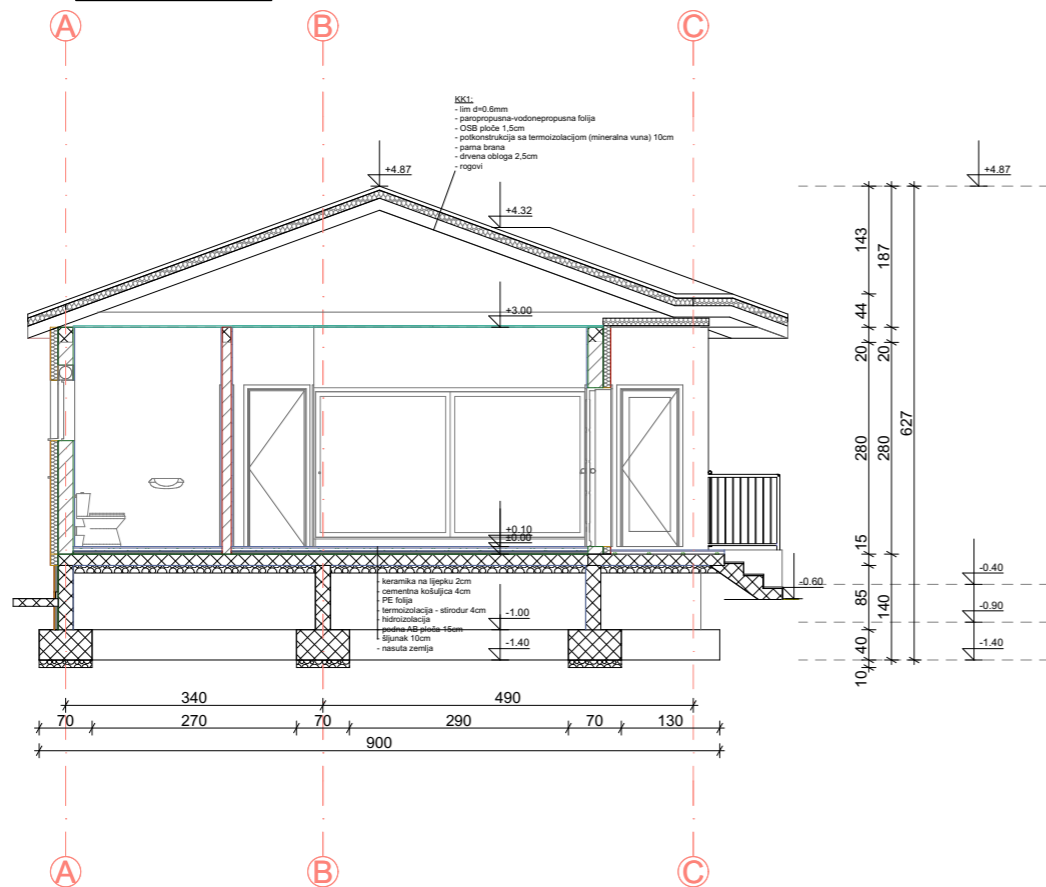 A
B
C
KK1:
- lim d=0.6mm
- paropropusna-vodonepropusna folija
- OSB ploče 1,5cm
- potkonstrukcija sa termoizolacijom (mineralna vuna) 10cm
- parna brana
- drvena obloga 2,5cm
- rogovi
+4.87
+4.87
+4.32
+3.00
143
187
44
20
20
280
280
627
+0.10
±0.00
15
-0.60
-0.40
85
140
-0.90
-1.00
-1.40
40
-1.40
10
- keramika na lijepku 2cm
- cementna košuljica 4cm
- PE folija
- termoizolacija - stirodur 4cm
- hidroizolacija
- podna AB ploča 15cm
- šljunak 10cm
- nasuta zemlja
340
490
70
270
70
290
70
130
900
A
B
C